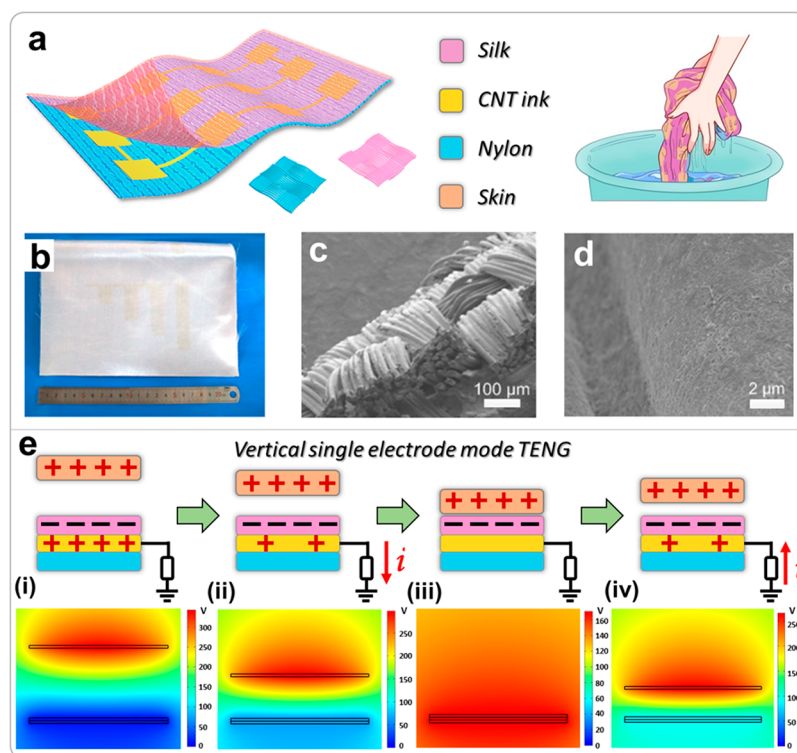 a
Silk
CNT ink
Nylon
Skin
b
c
100 μm
d
2 μm
e
Vertical single electrode mode TENG
+ + + +
+ + + +
+ + + +
+ + + +
− − − −
− − − −
− − − −
− − − −
+ + + +
+ +
+ +
i
i
(i)
(ii)
(iii)
(iv)
V
350
300
250
200
150
100
50
0
V
250
200
150
100
50
0
V
160
140
120
100
80
60
40
20
0
V
250
200
150
100
50
0